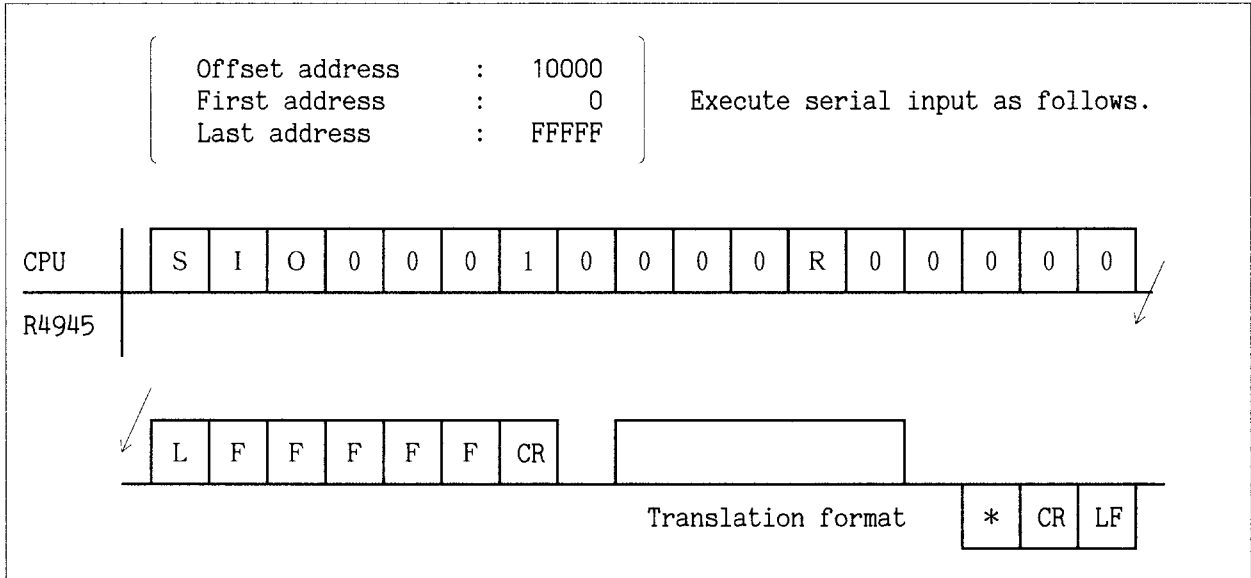 Offset address : 10000
First address : 0
Last address : FFFFF
Execute serial input as follows.
CPU S I O 0 0 0 1 0 0 0 0 R 0 0 0 0 0
R4945
L F F F F F CR
Translation format * CR LF